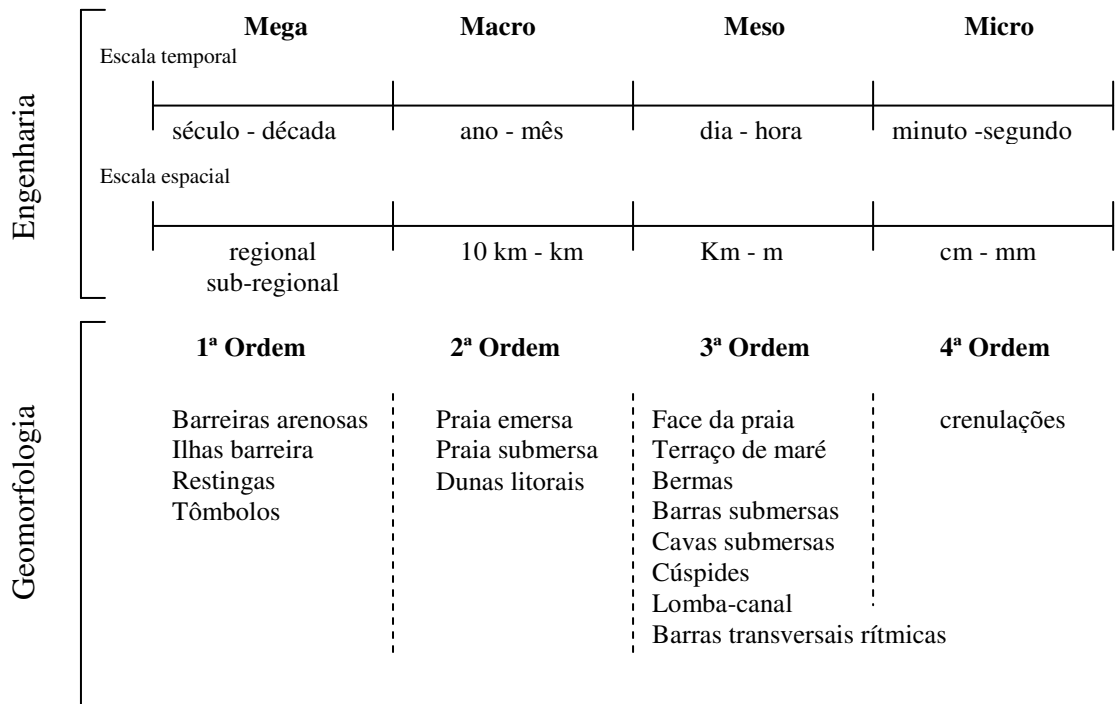 Mega Macro Meso Micro
Escala temporal
século - década ano - mês dia - hora minuto -segundo
Escala espacial
regional 10 km - km Km - m cm - mm
sub-regional
Engenharia
1ª Ordem 2ª Ordem 3ª Ordem 4ª Ordem
Barreiras arenosas Praia emersa Face da praia crenulações
Ilhas barreira Praia submersa Terraço de maré
Restingas Dunas litorais Bermas
Tômbolos Barras submersas
Cavas submersas
Cúspides
Lomba-canal
Barras transversais rítmicas
Geomorfologia